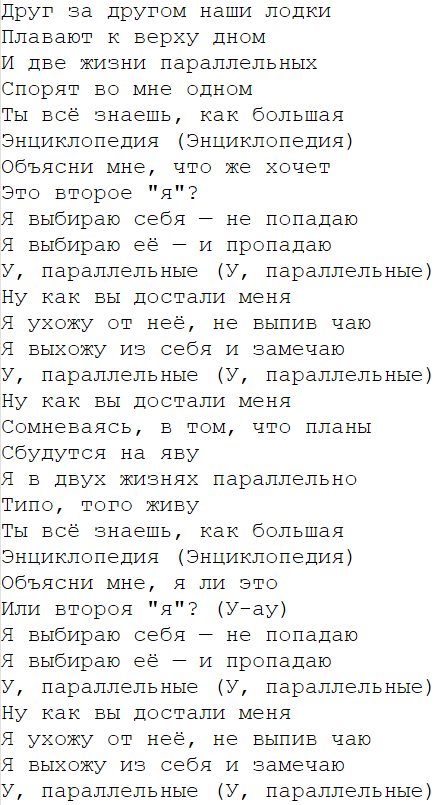 Друг за другом наши лодки
Плавают к верху дном
И две жизни параллельных
Спорят во мне одном
Ты всё знаешь, как большая
Энциклопедия (Энциклопедия)
Объясни мне, что же хочет
Это второе "я"?
Я выбираю себя — не попадаю
Я выбираю её — и пропадаю
У, параллельные (У, параллельные)
Ну как вы достали меня
Я ухожу от неё, не выпив чаю
Я выхожу из себя и замечаю
У, параллельные (У, параллельные)
Ну как вы достали меня
Сомневаясь, в том, что планы
Сбудутся на яву
Я в двух жизнях параллельно
Типо, того живу
Ты всё знаешь, как большая
Энциклопедия (Энциклопедия)
Объясни мне, я ли это
Или второя "я"? (У-ау)
Я выбираю себя — не попадаю
Я выбираю её — и пропадаю
У, параллельные (У, параллельные)
Ну как вы достали меня
Я ухожу от неё, не выпив чаю
Я выхожу из себя и замечаю
У, параллельные (У, параллельные)